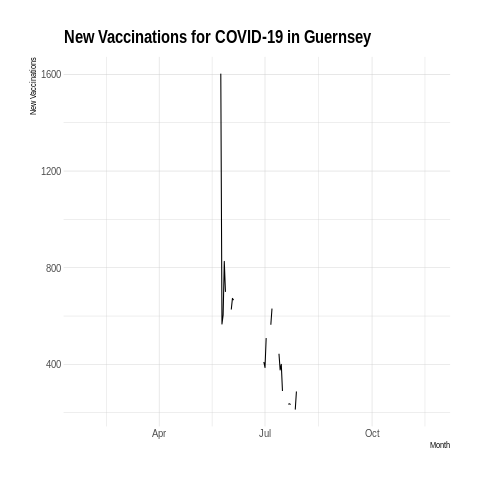 New Vaccinations for COVID-19 in Guernsey
New Vaccinations
1600
1200
800
400
Apr
Jul
Oct
Month